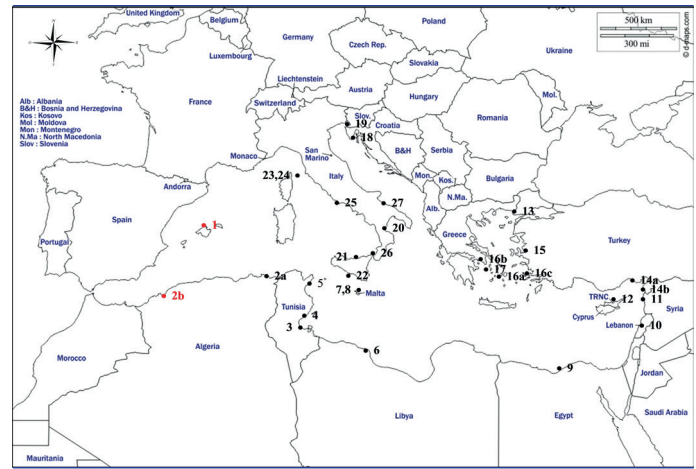 United Kingdom
Belgium
Germany
Poland
500 km
300 mi
© d-maps.com
Luxembourg
Czech Rep.
Ukraine
Slovakia
Liechtenstein
Austria
Mol.
Alb : Albania
B&H : Bosnia and Herzegovina
Kos : Kosovo
Mol : Moldova
Mon : Montenegro
N.Ma : North Macedonia
Slov : Slovenia
France
Switzerland
Hungary
Romania
Slov.
19
Croatia
18
Monaco
San
Marino
B&H
Serbia
Italy
23,24
Andorra
Mon.
Kos.
Bulgaria
N.Ma.
Alb.
25
27
13
Spain
Portugal
1
20
Greece
Turkey
15
21
26
16b
17
16a
16c
2a
5
22
7,8
Malta
14a
14b
TRNC
12
11
2b
Tunisia
4
3
Cyprus
Syria
Lebanon
10
Morocco
Algeria
6
9
Jordan
Libya
Egypt
Saudi Arabia
Mauritania